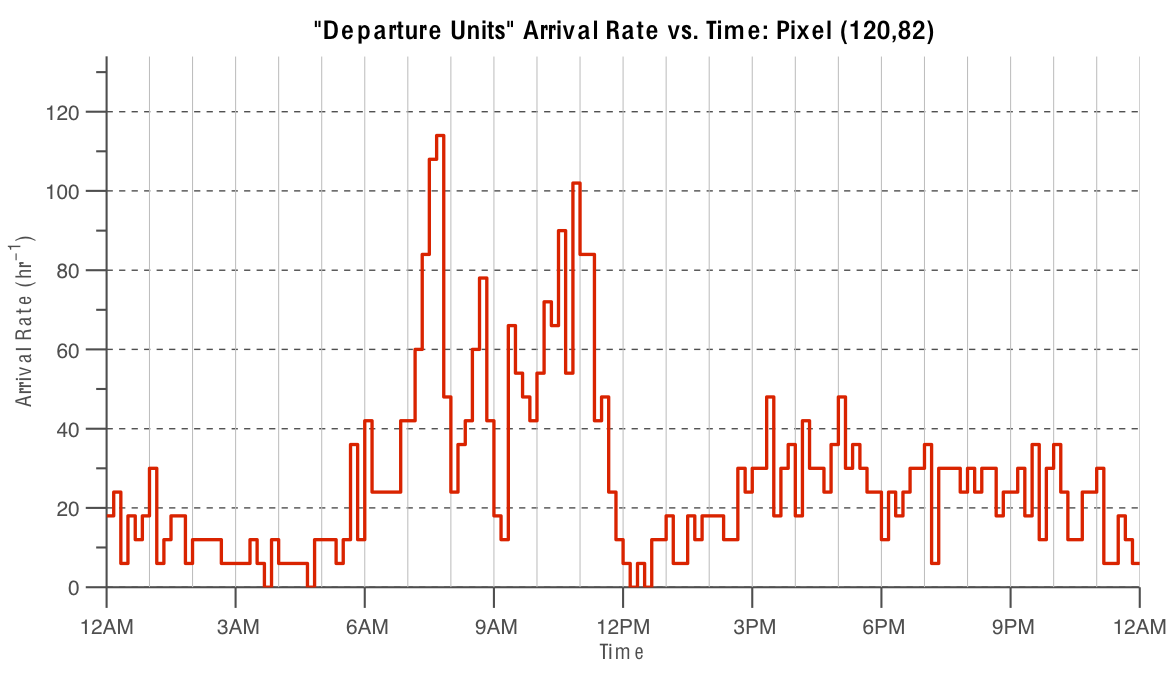 "Departure Units" Arrival Rate vs. Time: Pixel (120,82)
120
100
80
60
40
20
0
Arrival Rate (hr⁻¹)
12AM 3AM 6AM 9AM 12PM 3PM 6PM 9PM 12AM
Time